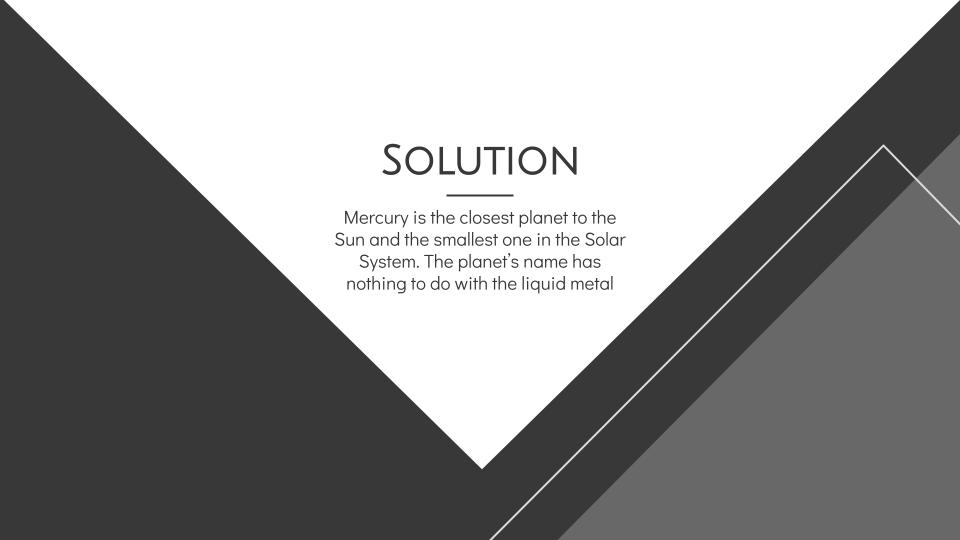 SOLUTION
Mercury is the closest planet to the
Sun and the smallest one in the Solar
System. The planet’s name has
nothing to do with the liquid metal